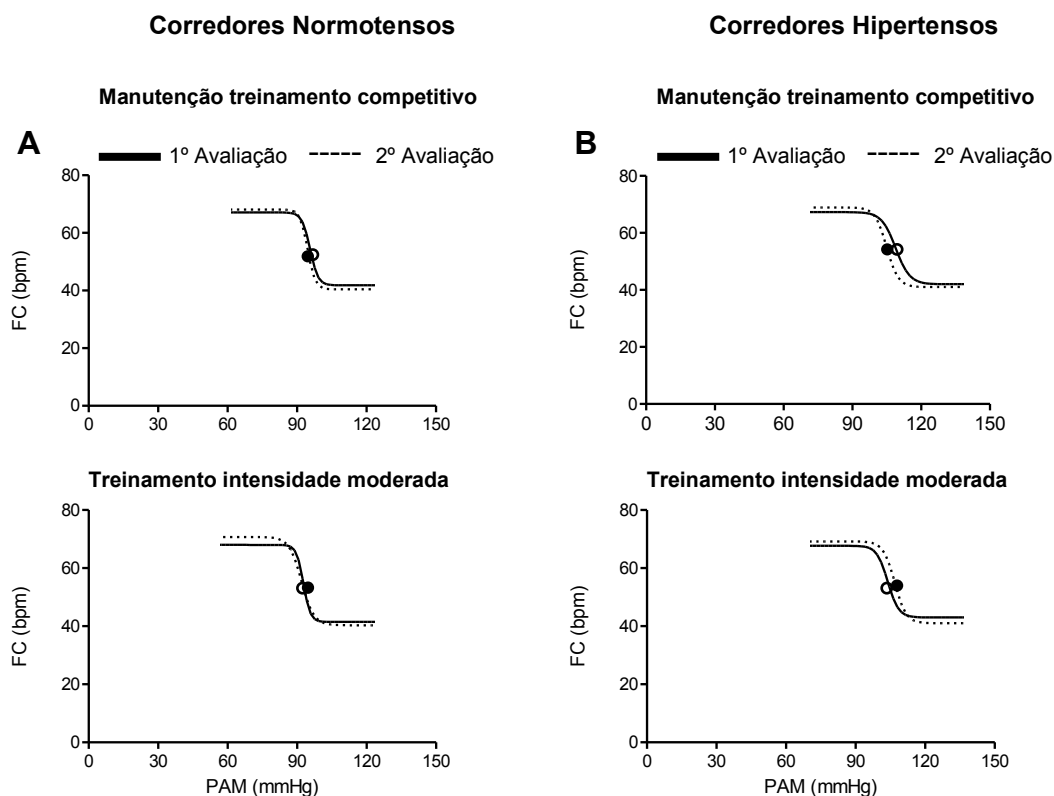 Corredores Normotensos
Manutenção treinamento competitivo
A
1º Avaliação
2º Avaliação
80
60
40
20
0
FC (bpm)
0 30 60 90 120 150
Treinamento intensidade moderada
80
60
40
20
0
FC (bpm)
0 30 60 90 120 150
PAM (mmHg)
Corredores Hipertensos
Manutenção treinamento competitivo
B
1º Avaliação
2º Avaliação
80
60
40
20
0
FC (bpm)
0 30 60 90 120 150
Treinamento intensidade moderada
80
60
40
20
0
FC (bpm)
0 30 60 90 120 150
PAM (mmHg)